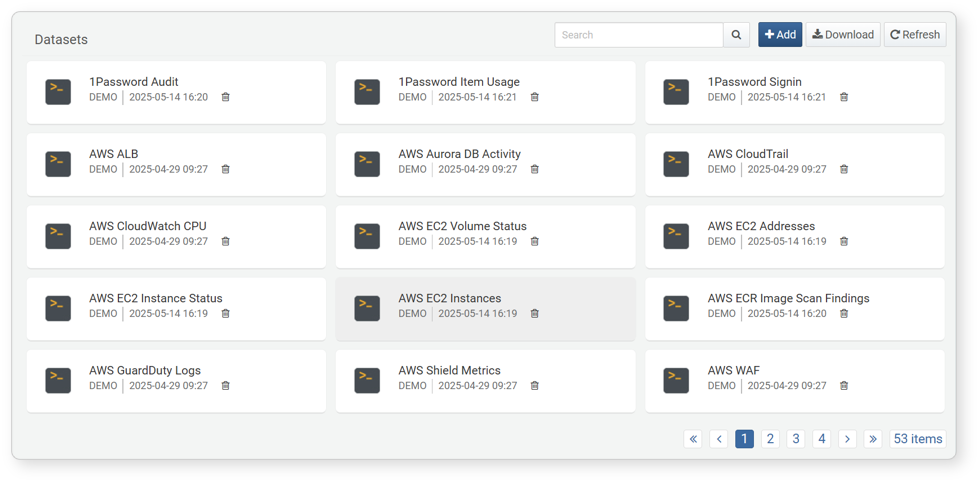 Datasets
Search
Add
Download
Refresh
1Password Audit
DEMO | 2025-05-14 16:20
1Password Item Usage
DEMO | 2025-05-14 16:21
1Password Signin
DEMO | 2025-05-14 16:21
AWS ALB
DEMO | 2025-04-29 09:27
AWS Aurora DB Activity
DEMO | 2025-04-29 09:27
AWS CloudTrail
DEMO | 2025-04-29 09:27
AWS CloudWatch CPU
DEMO | 2025-04-29 09:27
AWS EC2 Volume Status
DEMO | 2025-05-14 16:19
AWS EC2 Addresses
DEMO | 2025-05-14 16:19
AWS EC2 Instance Status
DEMO | 2025-05-14 16:19
AWS EC2 Instances
DEMO | 2025-05-14 16:19
AWS ECR Image Scan Findings
DEMO | 2025-05-14 16:20
AWS GuardDuty Logs
DEMO | 2025-04-29 09:27
AWS Shield Metrics
DEMO | 2025-04-29 09:27
AWS WAF
DEMO | 2025-04-29 09:27
« ‹ 1 2 3 4 › » 53 items